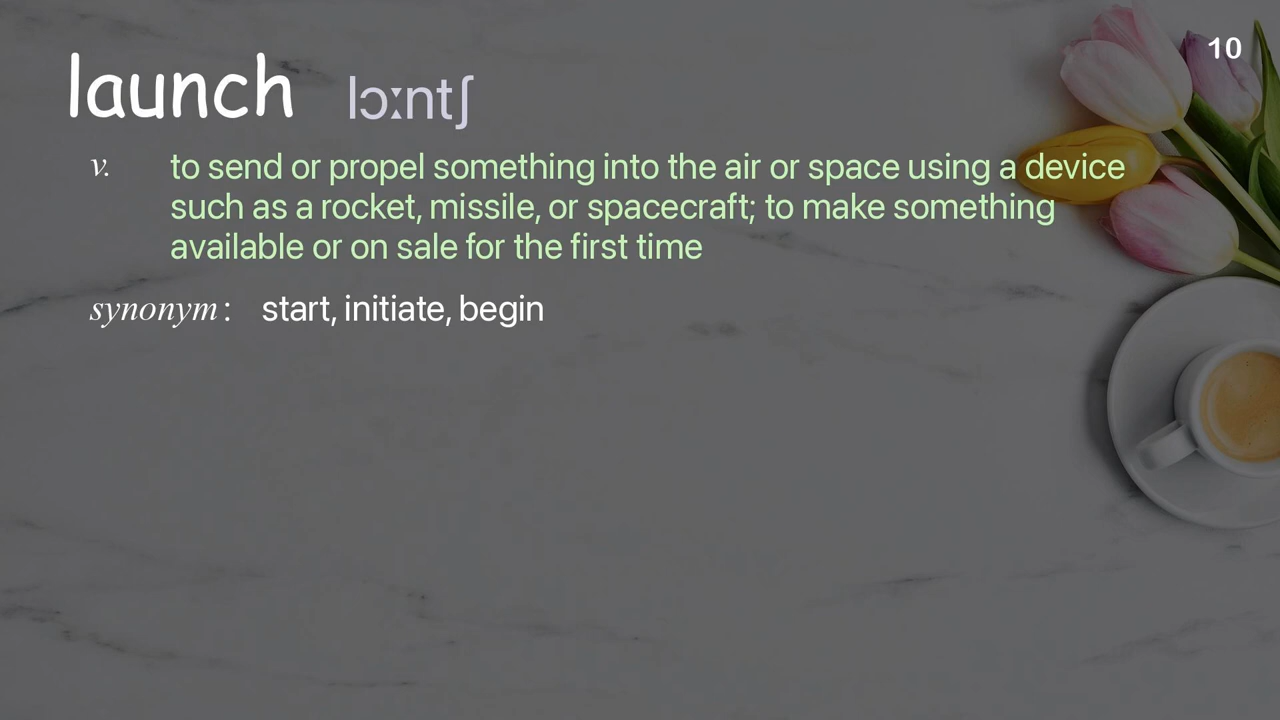 10
launch lɔːntʃ
v. to send or propel something into the air or space using a device
such as a rocket, missile, or spacecraft; to make something
available or on sale for the first time
synonym: start, initiate, begin